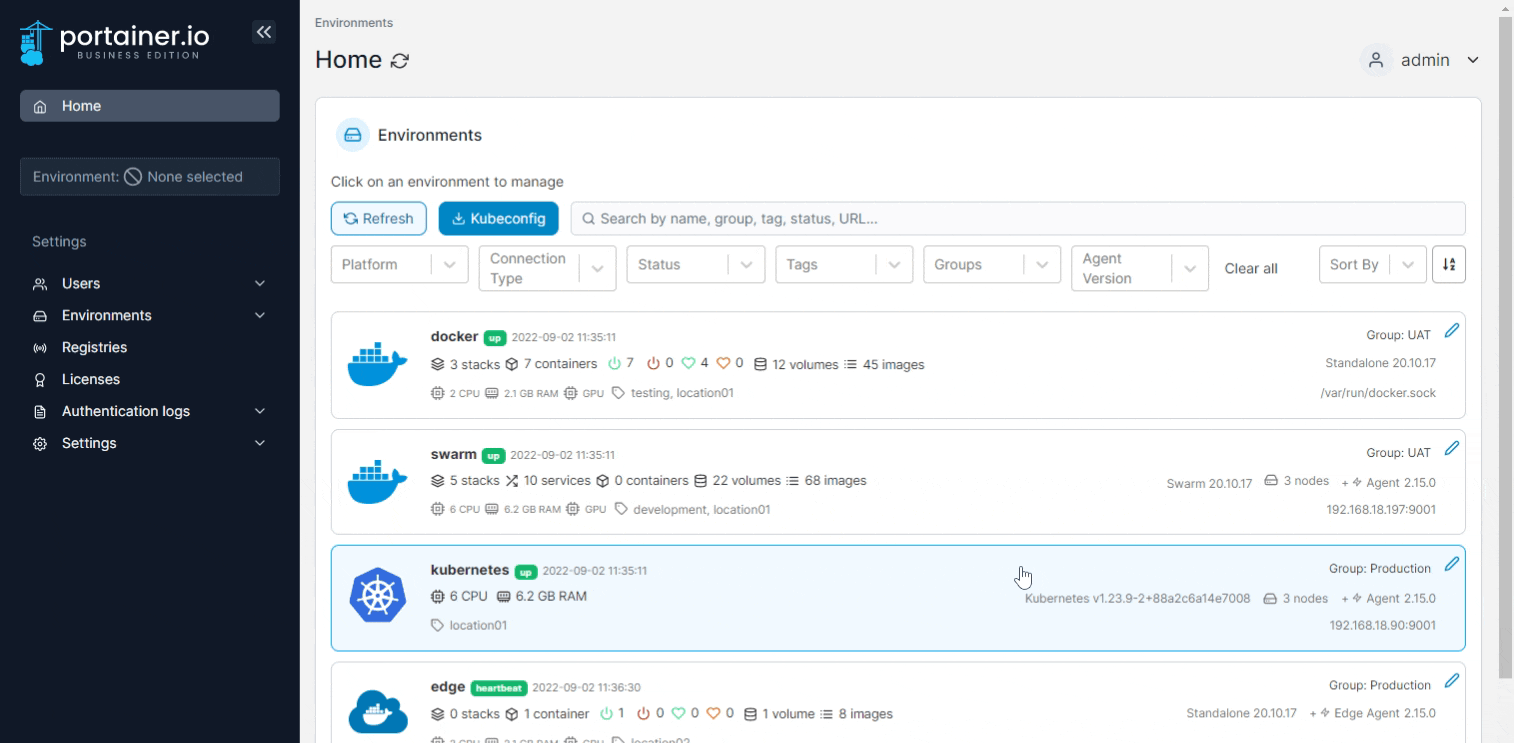 portainer.io
BUSINESS EDITION
Home
Environment: None selected
Settings
Users
Environments
Registries
Licenses
Authentication logs
Settings
Environments
Home
admin
Environments
Click on an environment to manage
Refresh Kubeconfig Search by name, group, tag, status, URL...
Platform Connection Type Status Tags Groups Agent Version Clear all Sort By
docker up 2022-09-02 11:35:11 Group: UAT
3 stacks 7 containers 7 0 4 0 12 volumes 45 images Standalone 20.10.17
2 CPU 2.1 GB RAM GPU testing, location01 /var/run/docker.sock
swarm up 2022-09-02 11:35:11 Group: UAT
5 stacks 10 services 0 containers 22 volumes 68 images Swarm 20.10.17 3 nodes + Agent 2.15.0
6 CPU 6.2 GB RAM GPU development, location01 192.168.18.197:9001
kubernetes up 2022-09-02 11:35:11 Group: Production
6 CPU 6.2 GB RAM Kubernetes v1.23.9-2+88a2c6a14e7008 3 nodes + Agent 2.15.0
location01 192.168.18.90:9001
edge heartbeat 2022-09-02 11:36:30 Group: Production
0 stacks 1 container 1 0 0 0 1 volume 8 images Standalone 20.10.17 + Edge Agent 2.15.0
2 CPU 2.1 GB RAM GPU location02